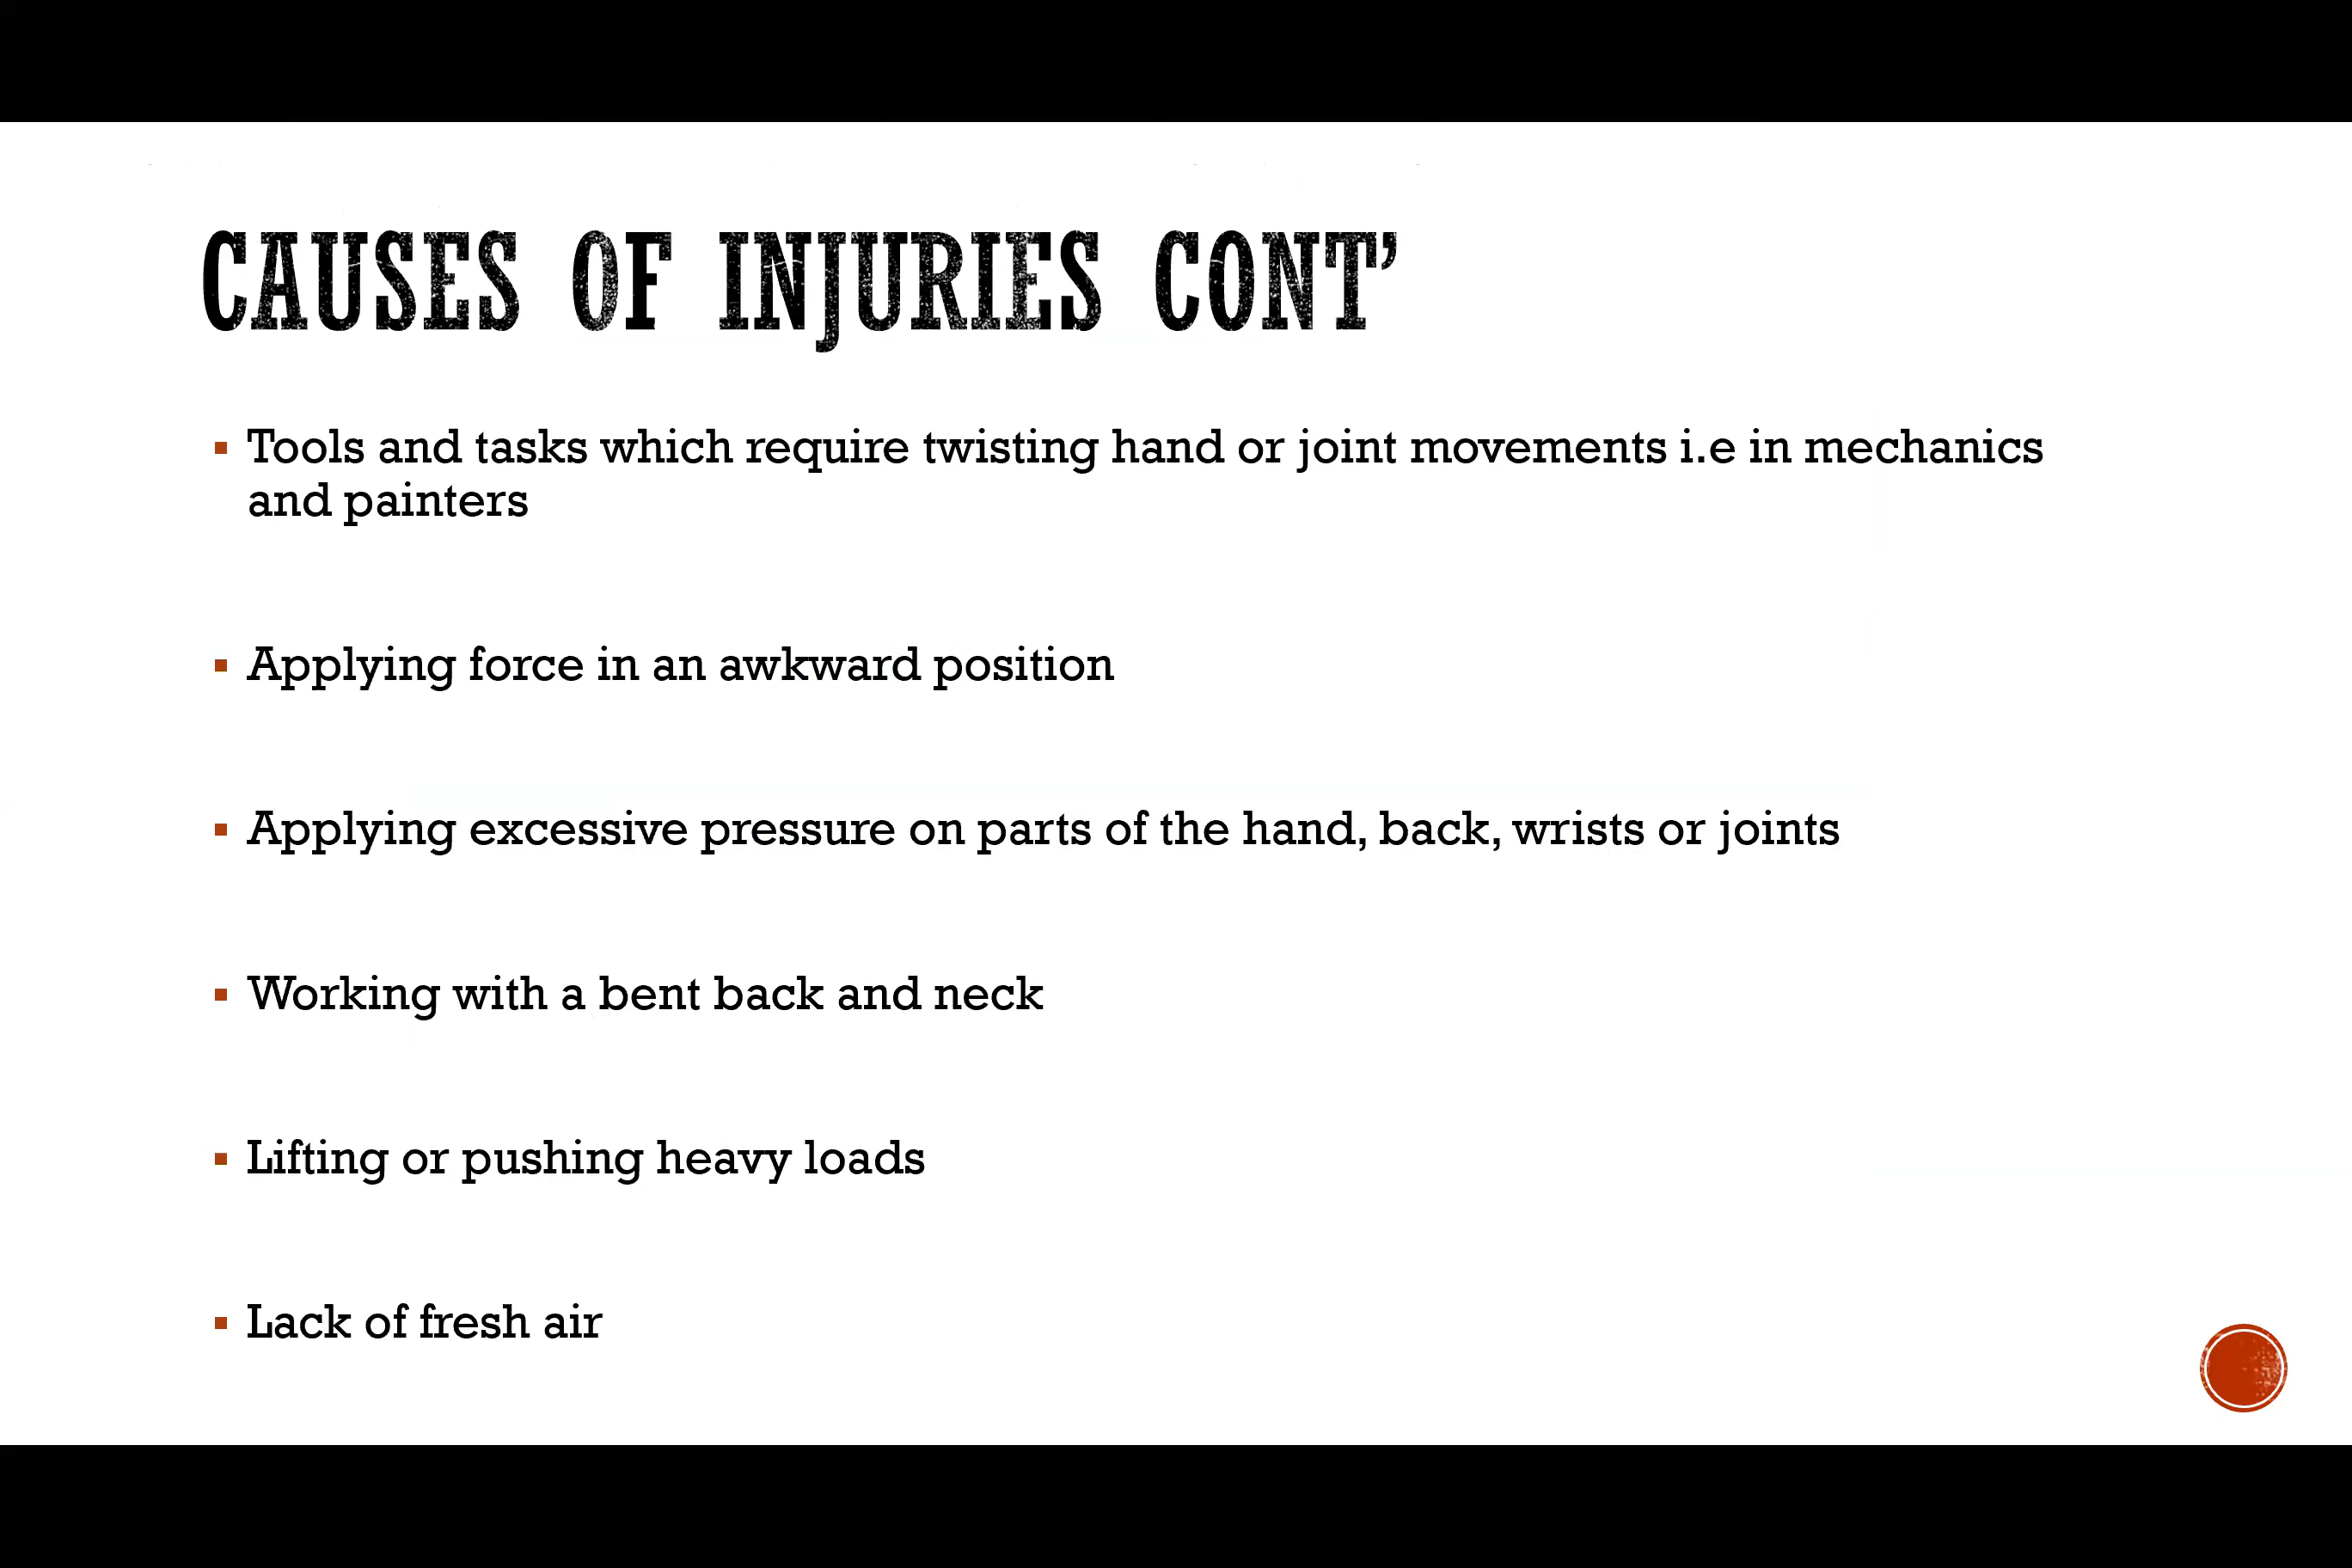 CAUSES OF INJURIES CONT’
▪ Tools and tasks which require twisting hand or joint movements i.e in mechanics
and painters
▪ Applying force in an awkward position
▪ Applying excessive pressure on parts of the hand, back, wrists or joints
▪ Working with a bent back and neck
▪ Lifting or pushing heavy loads
▪ Lack of fresh air